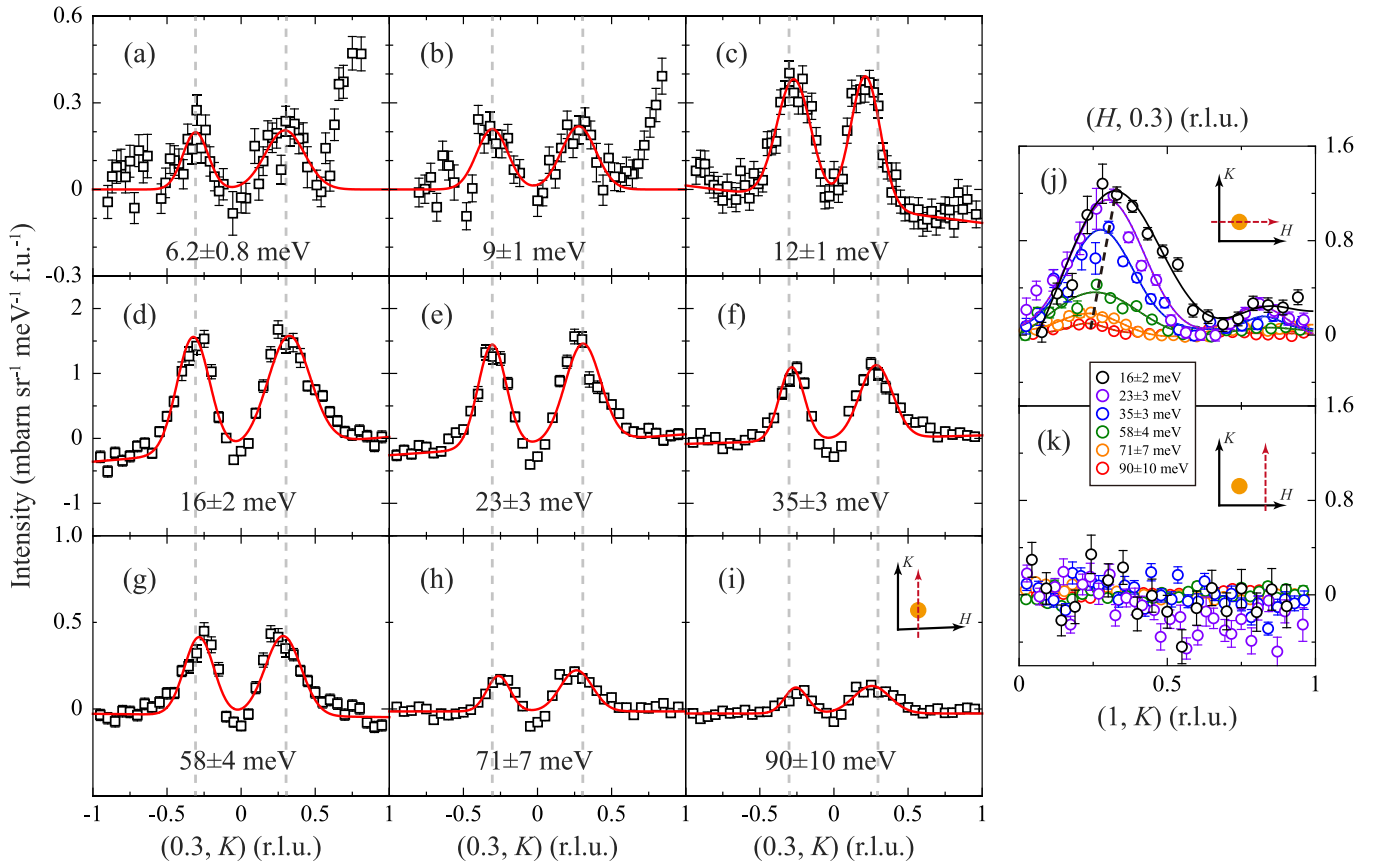 Intensity (mbarn sr⁻¹ meV⁻¹ f.u.⁻¹)
0.6
0.3
0
-0.3
(a)
6.2±0.8 meV
(b)
9±1 meV
(c)
12±1 meV
2
1
0
-1
(d)
16±2 meV
(e)
23±3 meV
(f)
35±3 meV
1.0
0.5
0
(g)
58±4 meV
(h)
71±7 meV
(i)
K
H
90±10 meV
-1 -0.5 0 0.5 -1 -0.5 0 0.5 -1 -0.5 0 0.5 1
(0.3, K) (r.l.u.)
(0.3, K) (r.l.u.)
(0.3, K) (r.l.u.)
(H, 0.3) (r.l.u.)
(j)
K
H
1.6
0.8
0
16±2 meV
23±3 meV
35±3 meV
58±4 meV
71±7 meV
90±10 meV
(k)
K
H
1.6
0.8
0
0 0.5 1
(1, K) (r.l.u.)